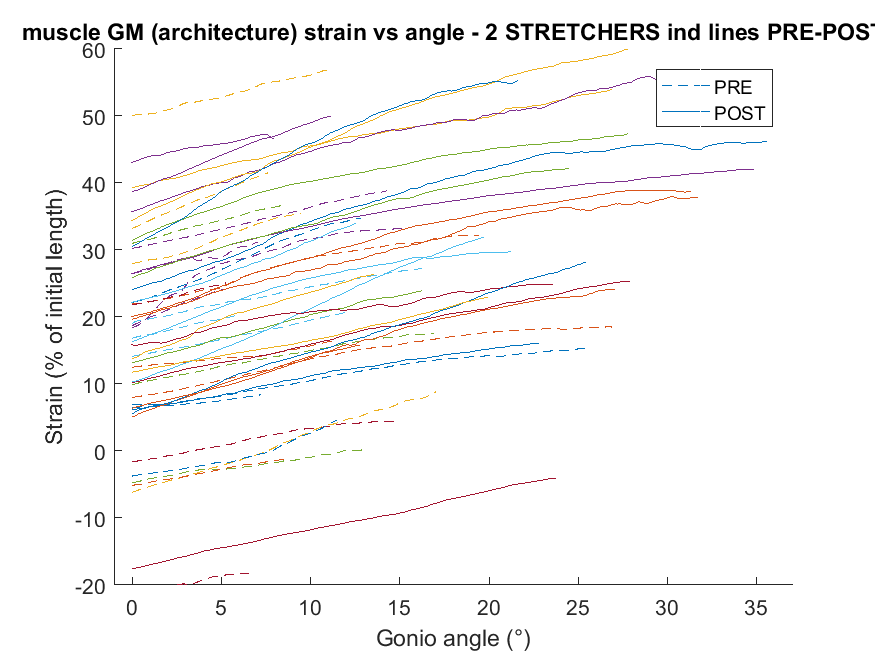 muscle GM (architecture) strain vs angle - 2 STRETCHERS ind lines PRE-POST
60
50
40
30
20
10
0
-10
-20
Strain (% of initial length)
PRE
POST
0 5 10 15 20 25 30 35
Gonio angle (°)